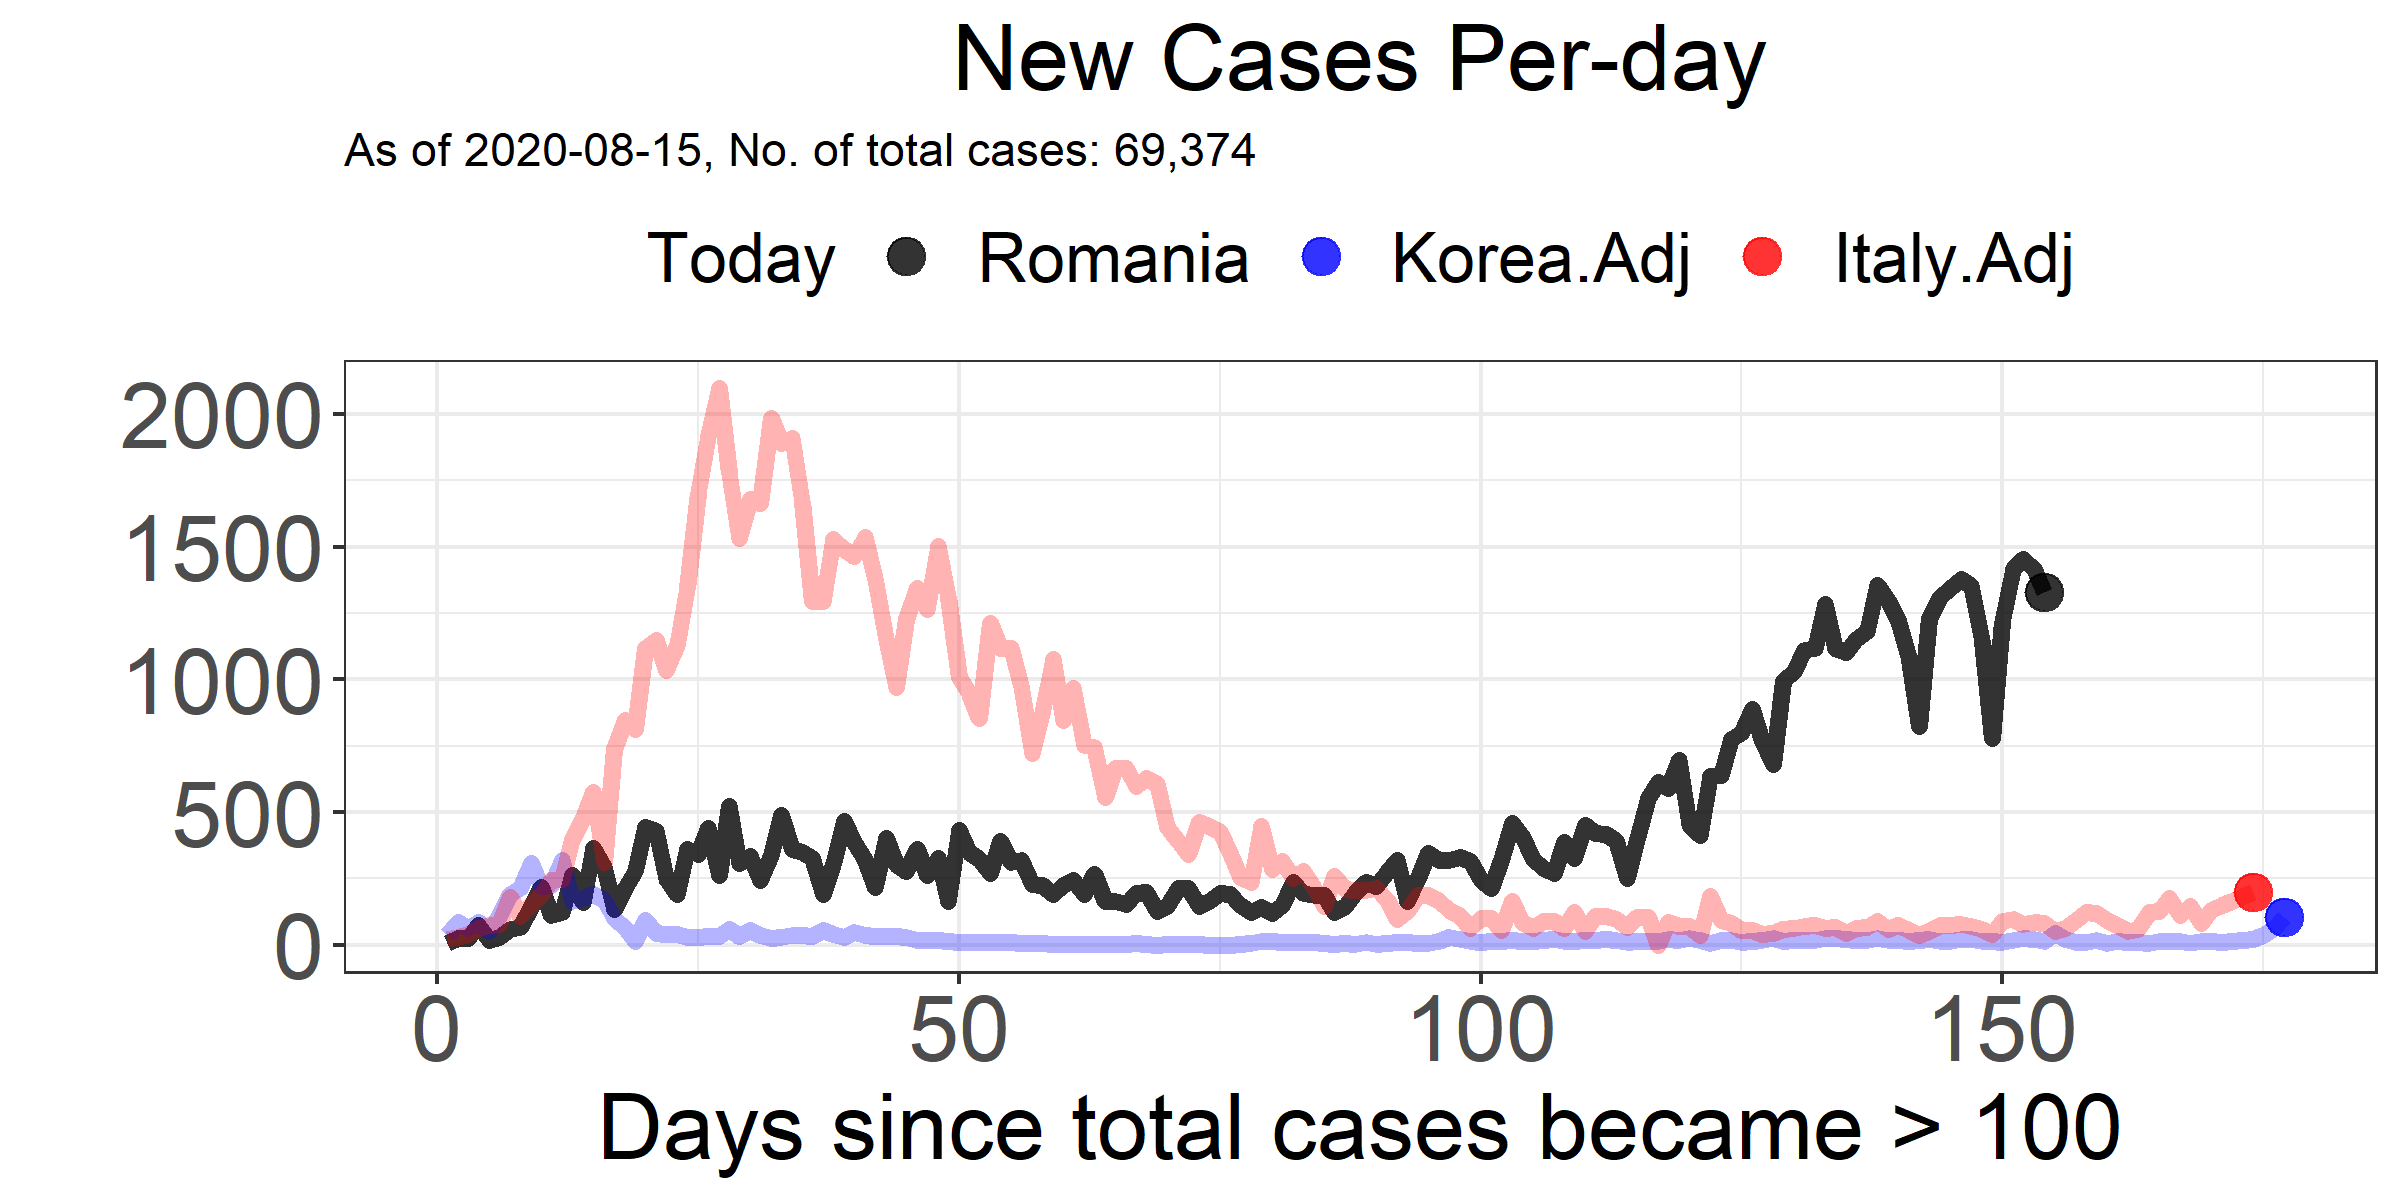 New Cases Per-day
As of 2020-08-15, No. of total cases: 69,374
Today Romania Korea.Adj Italy.Adj
2000
1500
1000
500
0
0 50 100 150
Days since total cases became > 100